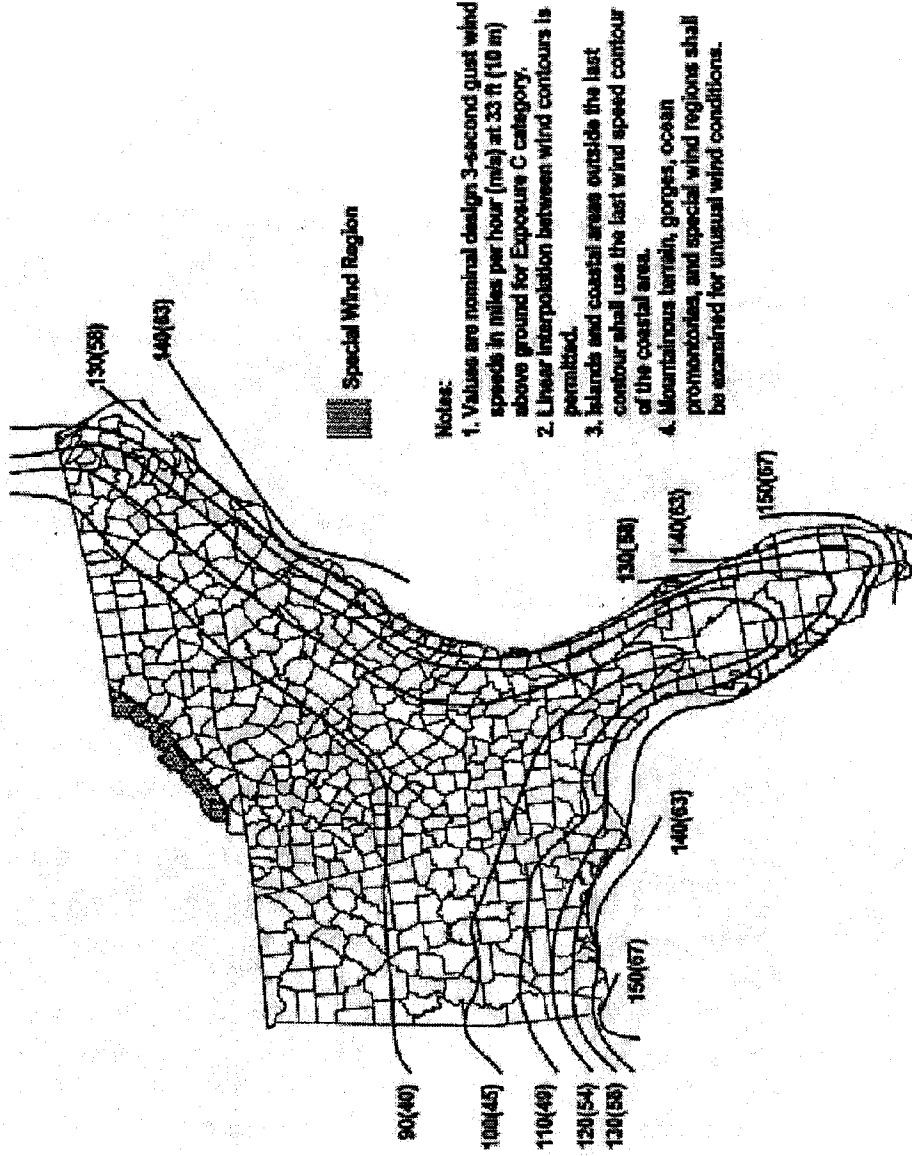 130(58)
140(63)
Special Wind Region
Notes:
1. Values are nominal design 3-second gust wind
speeds in miles per hour (m/s) at 33 ft (10 m)
above ground for Exposure C category.
2. Linear interpolation between wind contours is
permitted.
3. Islands and coastal areas outside the last
contour shall use the last wind speed contour
of the coastal area.
4. Mountainous terrain, gorges, ocean
promontories, and special wind regions shall
be examined for unusual wind conditions.
130(58)
140(63)
150(67)
140(63)
150(67)
90(40)
100(45)
110(49)
120(54)
130(58)